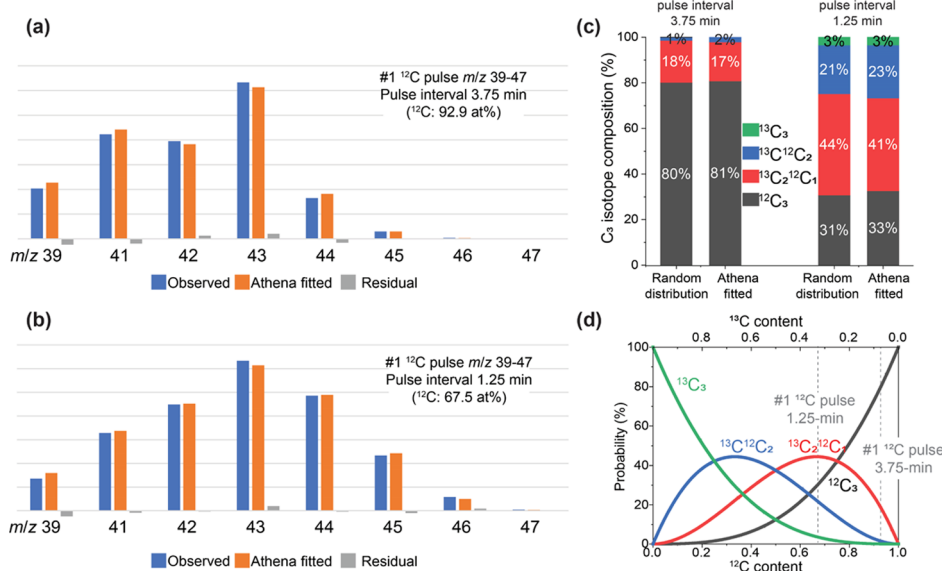 (a)
#1 ¹²C pulse m/z 39-47
Pulse interval 3.75 min
(¹²C: 92.9 at%)
m/z 39 41 42 43 44 45 46 47
Observed Athena fitted Residual
(b)
#1 ¹²C pulse m/z 39-47
Pulse interval 1.25 min
(¹²C: 67.5 at%)
m/z 39 41 42 43 44 45 46 47
Observed Athena fitted Residual
(c)
pulse interval
3.75 min
pulse interval
1.25 min
C₃ isotope composition (%)
100
80
60
40
20
0
1% 2% 3% 3%
18% 17% 21% 23%
44% 41%
80% 81%
31% 33%
¹³C₃
¹³C¹²C₂
¹³C₂¹²C₁
¹²C₃
Random
distribution
Athena
fitted
Random
distribution
Athena
fitted
(d)
¹³C content
0.8 0.6 0.4 0.2 0.0
Probability (%)
100
80
60
40
20
0
¹³C₃
#1 ¹²C pulse
1.25-min
¹³C¹²C₂ ¹³C₂¹²C₁
#1 ¹²C pulse
3.75-min
¹²C₃
0.0 0.2 0.4 0.6 0.8 1.0
¹²C content